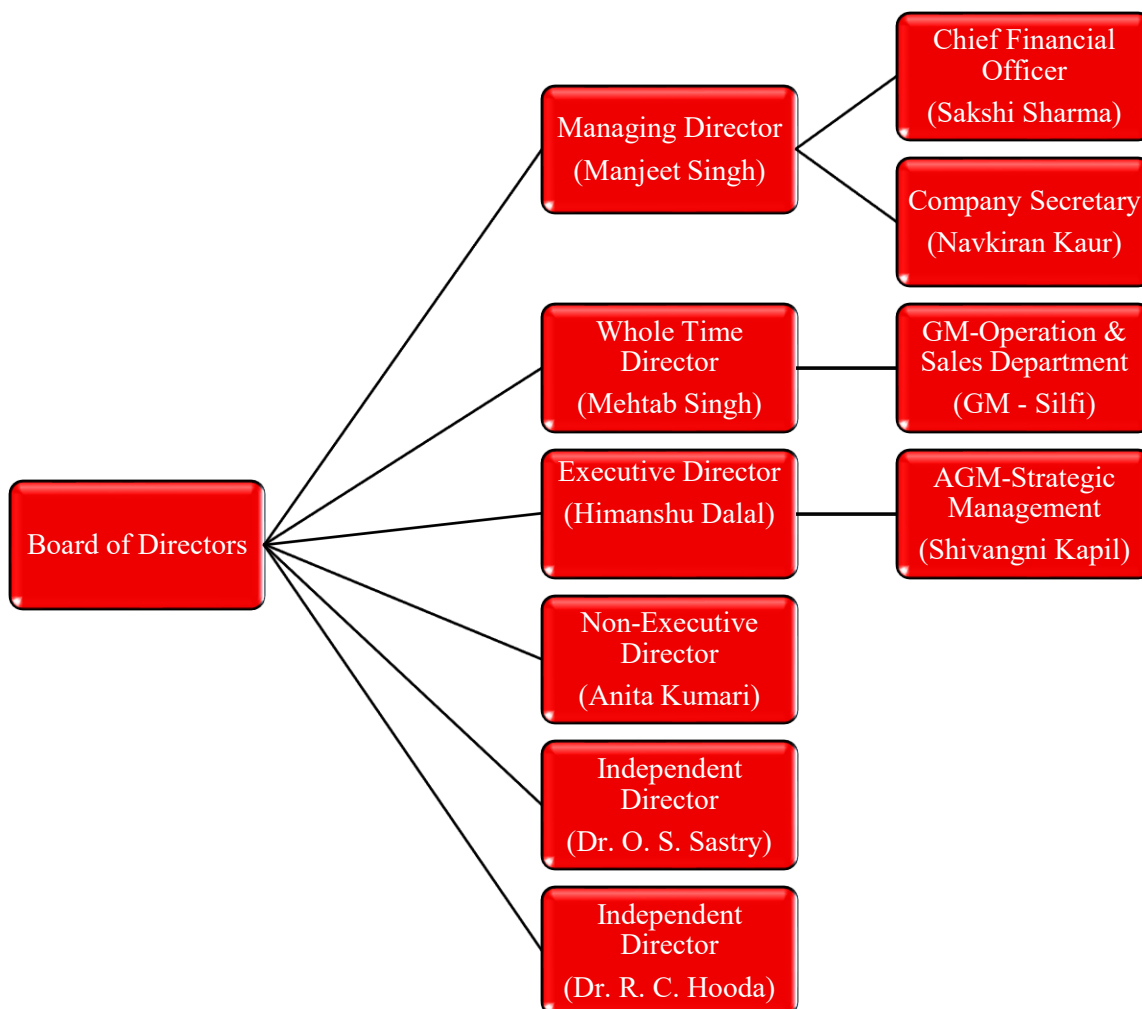 Board of Directors
Managing Director
(Manjeet Singh)
Chief Financial
Officer
(Sakshi Sharma)
Company Secretary
(Navkiran Kaur)
Whole Time
Director
(Mehtab Singh)
GM-Operation &
Sales Department
(GM - Silfi)
Executive Director
(Himanshu Dalal)
AGM-Strategic
Management
(Shivangni Kapil)
Non-Executive
Director
(Anita Kumari)
Independent
Director
(Dr. O. S. Sastry)
Independent
Director
(Dr. R. C. Hooda)